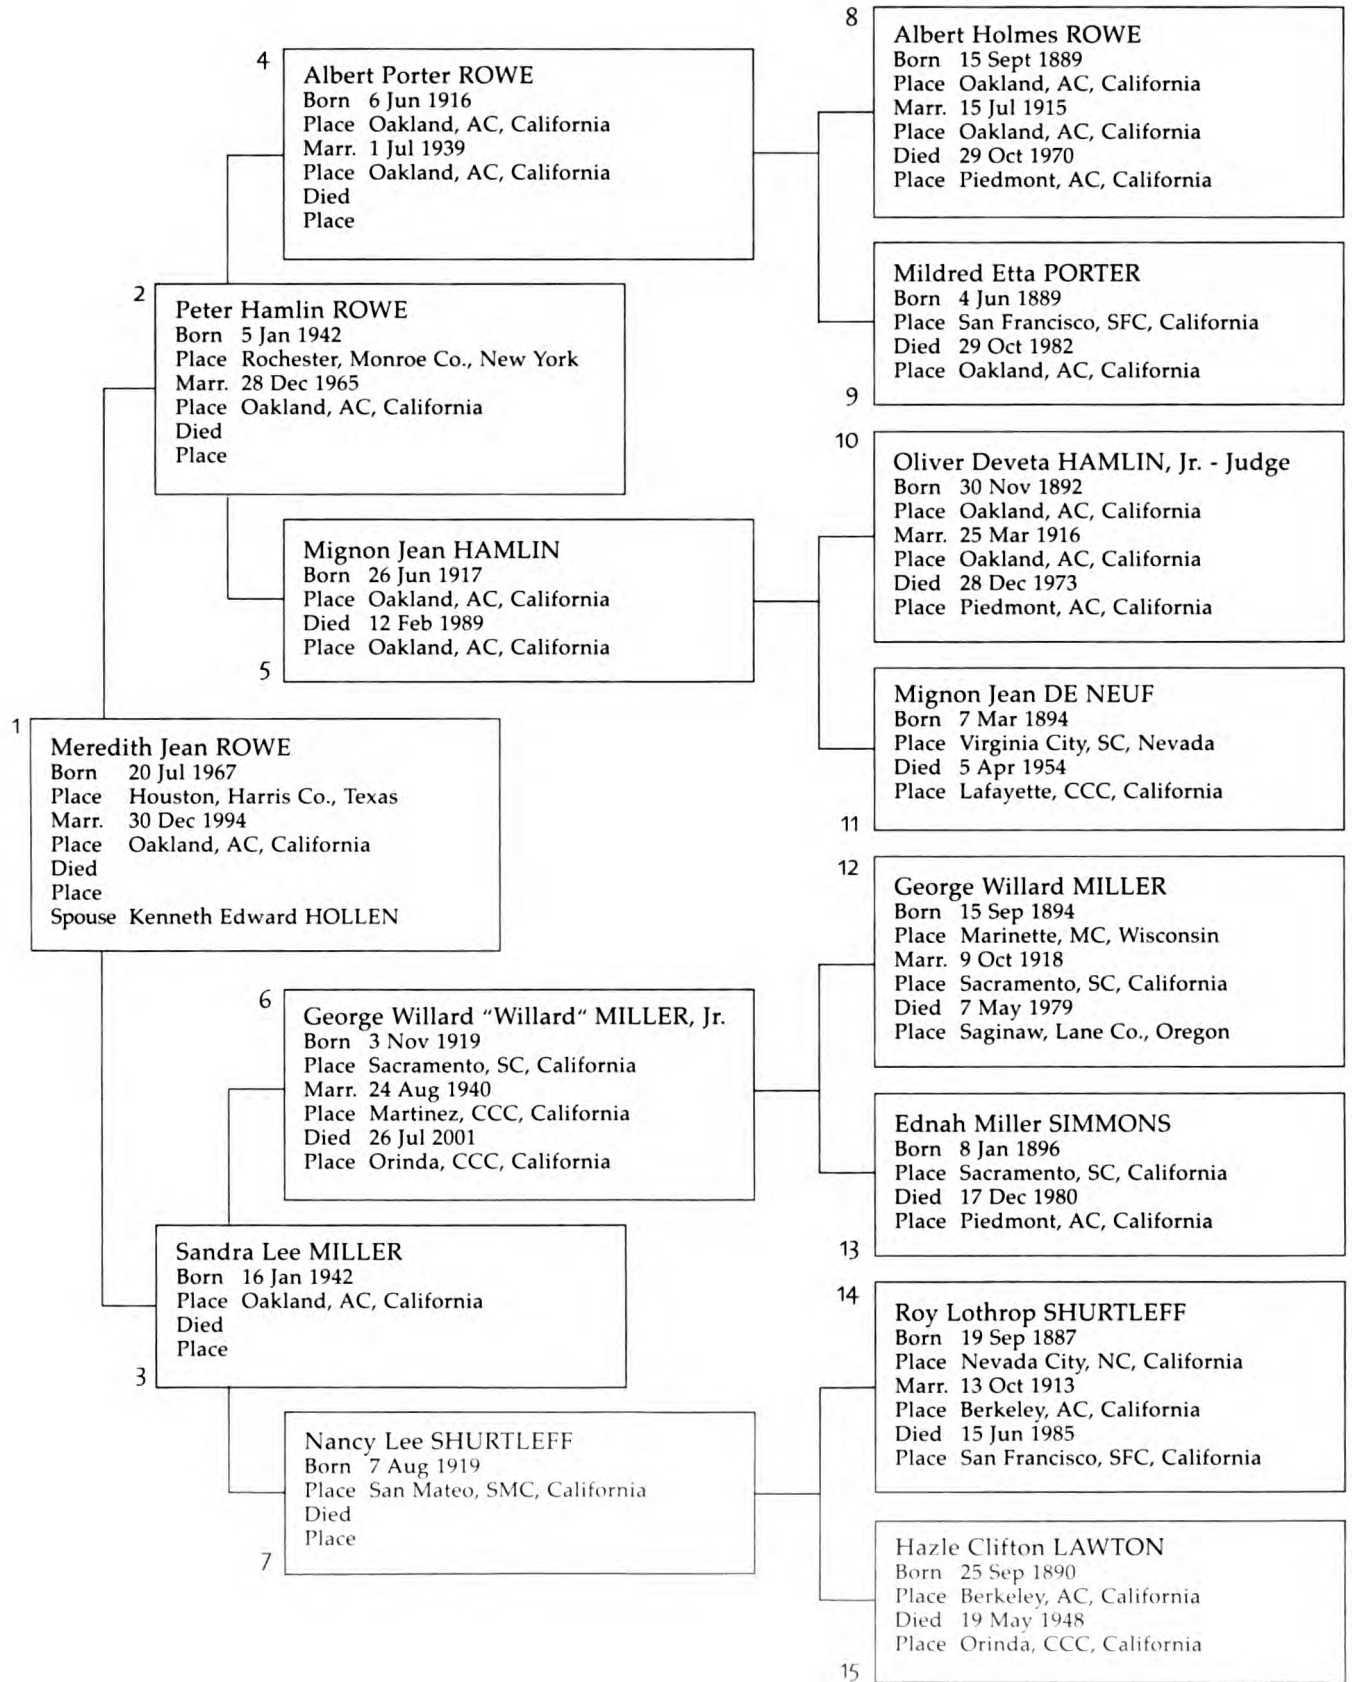 1
Meredith Jean ROWE
Born 20 Jul 1967
Place Houston, Harris Co., Texas
Marr. 30 Dec 1994
Place Oakland, AC, California
Died
Place
Spouse Kenneth Edward HOLLEN
2
Peter Hamlin ROWE
Born 5 Jan 1942
Place Rochester, Monroe Co., New York
Marr. 28 Dec 1965
Place Oakland, AC, California
Died
Place
Sandra Lee MILLER
Born 16 Jan 1942
Place Oakland, AC, California
Died
Place
3
4
Albert Porter ROWE
Born 6 Jun 1916
Place Oakland, AC, California
Marr. 1 Jul 1939
Place Oakland, AC, California
Died
Place
Mignon Jean HAMLIN
Born 26 Jun 1917
Place Oakland, AC, California
Died 12 Feb 1989
Place Oakland, AC, California
5
6
George Willard "Willard" MILLER, Jr.
Born 3 Nov 1919
Place Sacramento, SC, California
Marr. 24 Aug 1940
Place Martinez, CCC, California
Died 26 Jul 2001
Place Orinda, CCC, California
Nancy Lee SHURTLEFF
Born 7 Aug 1919
Place San Mateo, SMC, California
Died
Place
7
8
Albert Holmes ROWE
Born 15 Sept 1889
Place Oakland, AC, California
Marr. 15 Jul 1915
Place Oakland, AC, California
Died 29 Oct 1970
Place Piedmont, AC, California
Mildred Etta PORTER
Born 4 Jun 1889
Place San Francisco, SFC, California
Died 29 Oct 1982
Place Oakland, AC, California
9
10
Oliver Deveta HAMLIN, Jr. - Judge
Born 30 Nov 1892
Place Oakland, AC, California
Marr. 25 Mar 1916
Place Oakland, AC, California
Died 28 Dec 1973
Place Piedmont, AC, California
Mignon Jean DE NEUF
Born 7 Mar 1894
Place Virginia City, SC, Nevada
Died 5 Apr 1954
Place Lafayette, CCC, California
11
12
George Willard MILLER
Born 15 Sep 1894
Place Marinette, MC, Wisconsin
Marr. 9 Oct 1918
Place Sacramento, SC, California
Died 7 May 1979
Place Saginaw, Lane Co., Oregon
Ednah Miller SIMMONS
Born 8 Jan 1896
Place Sacramento, SC, California
Died 17 Dec 1980
Place Piedmont, AC, California
13
14
Roy Lothrop SHURTLEFF
Born 19 Sep 1887
Place Nevada City, NC, California
Marr. 13 Oct 1913
Place Berkeley, AC, California
Died 15 Jun 1985
Place San Francisco, SFC, California
Hazle Clifton LAWTON
Born 25 Sep 1890
Place Berkeley, AC, California
Died 19 May 1948
Place Orinda, CCC, California
15